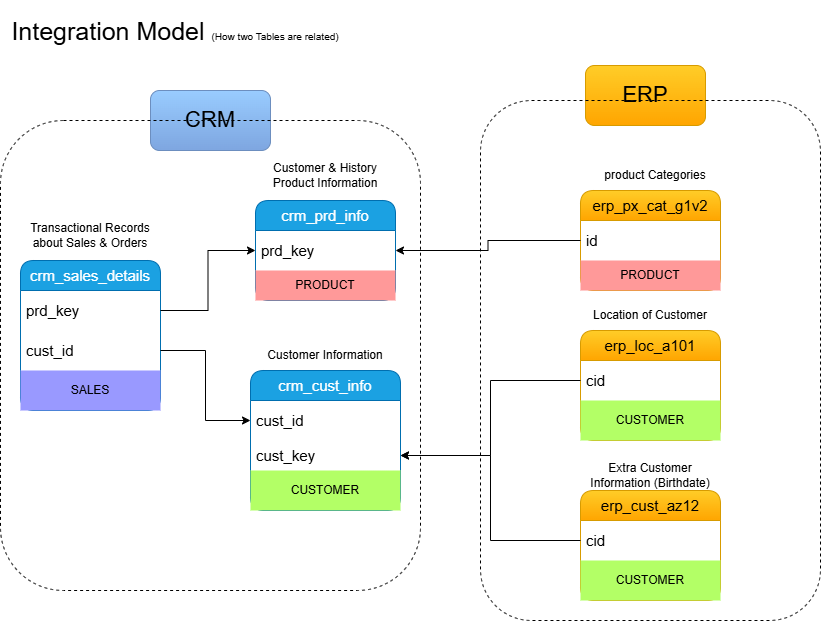 Integration Model (How two Tables are related)
CRM
ERP
Customer & History
Product Information
crm_prd_info
prd_key
PRODUCT
Transactional Records
about Sales & Orders
crm_sales_details
prd_key
cust_id
SALES
Customer Information
crm_cust_info
cust_id
cust_key
CUSTOMER
product Categories
erp_px_cat_g1v2
id
PRODUCT
Location of Customer
erp_loc_a101
cid
CUSTOMER
Extra Customer
Information (Birthdate)
erp_cust_az12
cid
CUSTOMER